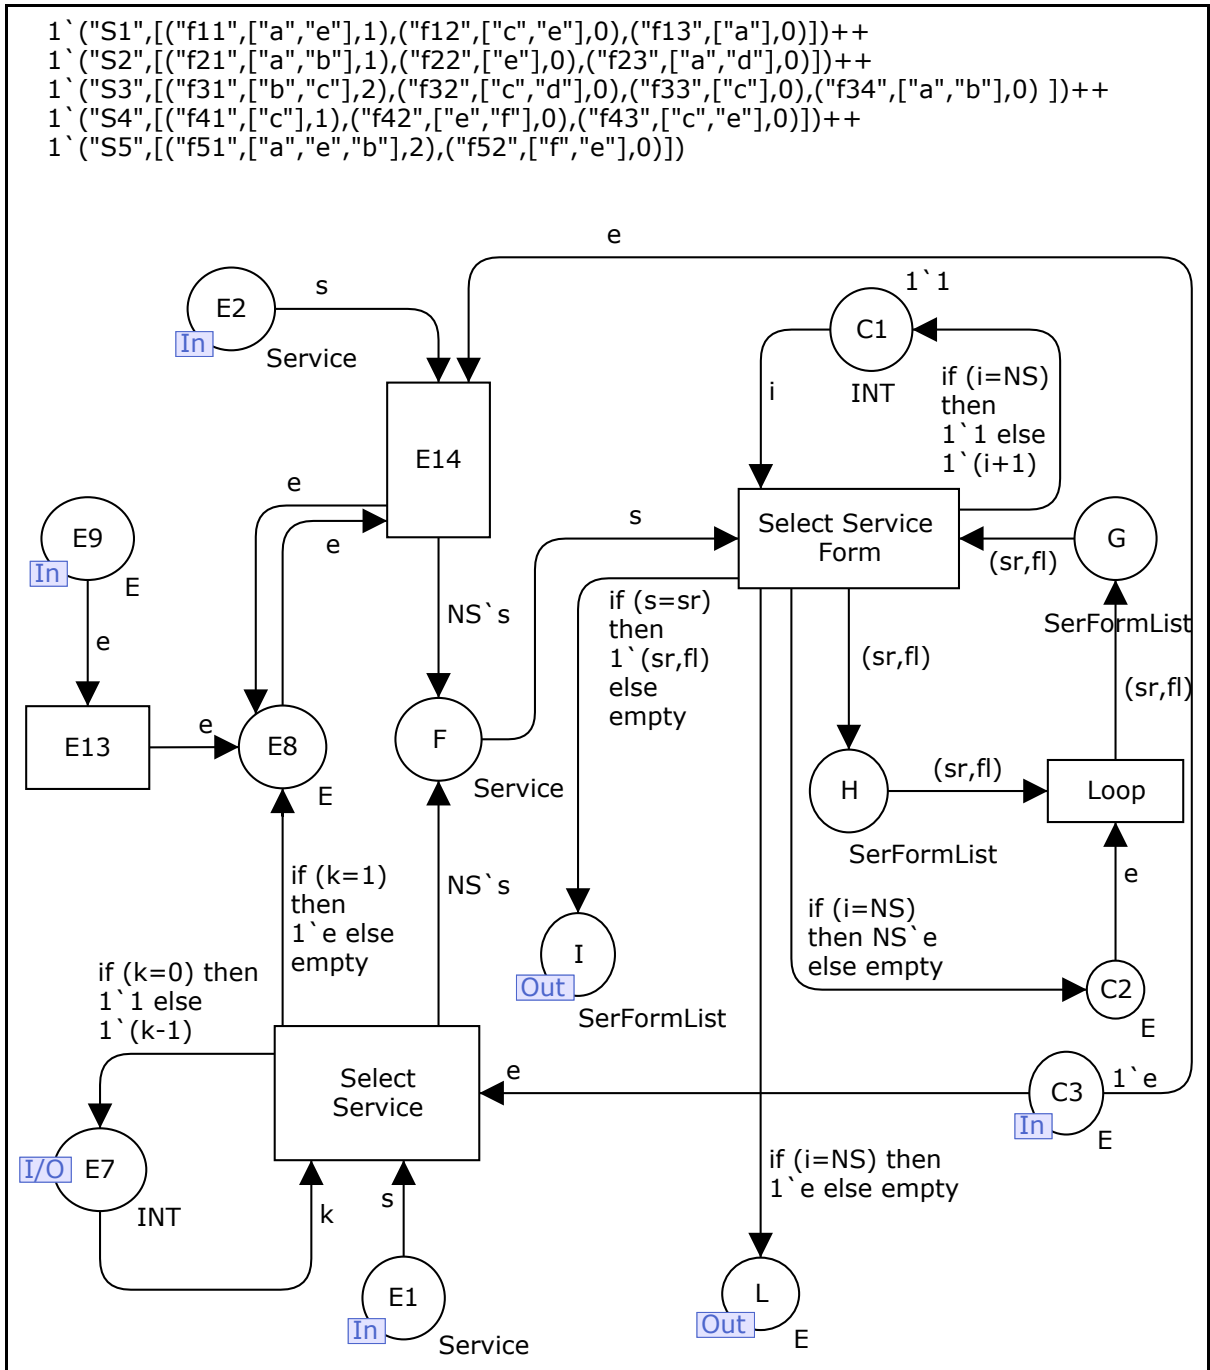 1`("S1",[("f11",["a","e"],1),("f12",["c","e"],0),("f13",["a"],0)])++
1`("S2",[("f21",["a","b"],1),("f22",["e"],0),("f23",["a","d"],0)])++
1`("S3",[("f31",["b","c"],2),("f32",["c","d"],0),("f33",["c"],0),("f34",["a","b"],0) ])++
1`("S4",[("f41",["c"],1),("f42",["e","f"],0),("f43",["c","e"],0)])++
1`("S5",[("f51",["a","e","b"],2),("f52",["f","e"],0)])
e
E2
In
Service
s
1`1
C1
INT
i
if (i=NS)
then
1`1 else
1`(i+1)
E14
e
e
E9
In
E
e
s
Select Service
Form
G
(sr,fl)
SerFormList
NS`s
if (s=sr)
then
1`(sr,fl)
else
empty
(sr,fl)
(sr,fl)
E13
e
E8
E
F
Service
H
SerFormList
(sr,fl)
Loop
e
if (k=1)
then
1`e else
empty
NS`s
I
Out
SerFormList
if (i=NS)
then NS`e
else empty
C2
E
if (k=0) then
1`1 else
1`(k-1)
Select
Service
e
C3
1`e
In
E
I/O
E7
INT
k
s
if (i=NS) then
1`e else empty
E1
In
Service
L
Out
E